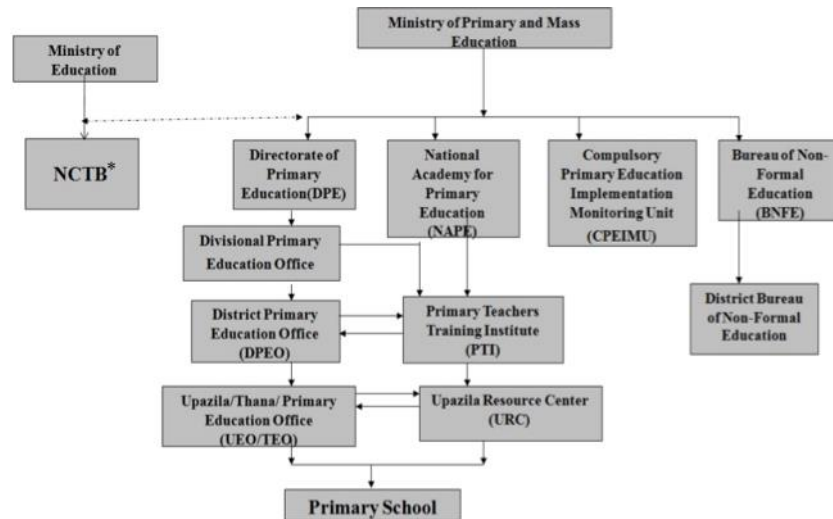 Ministry of Primary and Mass
Education
Ministry of
Education
NCTB*
Directorate of
Primary
Education(DPE)
National
Academy for
Primary
Education
(NAPE)
Compulsory
Primary Education
Implementation
Monitoring Unit
(CPEIMU)
Bureau of Non-
Formal
Education
(BNFE)
Divisional Primary
Education Office
District Primary
Education Office
(DPEO)
Primary Teachers
Training Institute
(PTI)
District Bureau
of Non-Formal
Education
Upazila/Thana/ Primary
Education Office
(UEO/TEO)
Upazila Resource Center
(URC)
Primary School